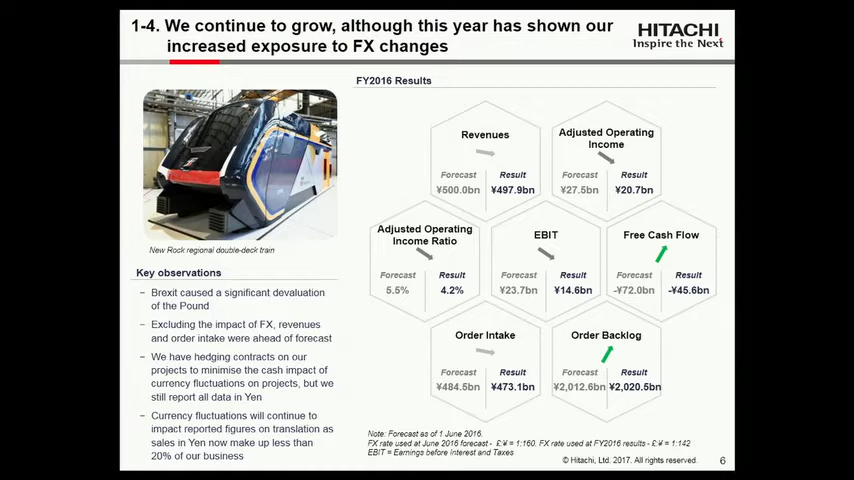 1-4. We continue to grow, although this year has shown our
increased exposure to FX changes
HITACHI
Inspire the Next
FY2016 Results
New Rock regional double-deck train
Key observations
– Brexit caused a significant devaluation
of the Pound
– Excluding the impact of FX, revenues
and order intake were ahead of forecast
– We have hedging contracts on our
projects to minimise the cash impact of
currency fluctuations on projects, but we
still report all data in Yen
– Currency fluctuations will continue to
impact reported figures on translation as
sales in Yen now make up less than
20% of our business
Revenues
Forecast Result
¥500.0bn ¥497.9bn
Adjusted Operating
Income
Forecast Result
¥27.5bn ¥20.7bn
Adjusted Operating
Income Ratio
Forecast Result
5.5% 4.2%
EBIT
Forecast Result
¥23.7bn ¥14.6bn
Free Cash Flow
Forecast Result
-¥72.0bn -¥45.6bn
Order Intake
Forecast Result
¥484.5bn ¥473.1bn
Order Backlog
Forecast Result
¥2,012.6bn ¥2,020.5bn
Note: Forecast as of 1 June 2016.
FX rate used at June 2016 forecast - £:¥ = 1:160. FX rate used at FY2016 results - £:¥ = 1:142
EBIT = Earnings before Interest and Taxes
© Hitachi, Ltd. 2017. All rights reserved.
6